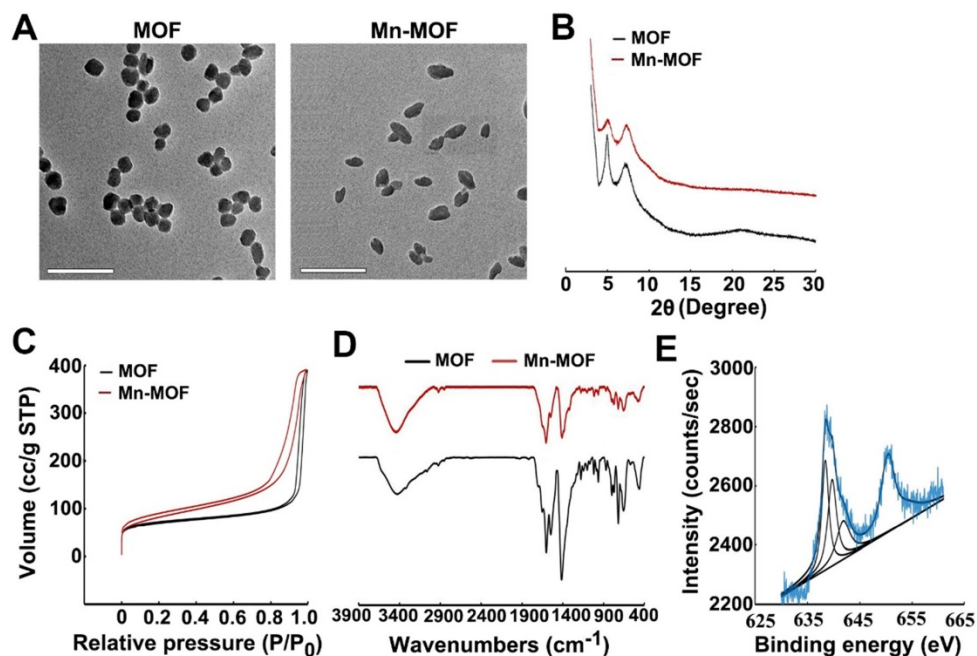 A
MOF
Mn-MOF
B
MOF
Mn-MOF
0 5 10 15 20 25 30
2θ (Degree)
C
MOF
Mn-MOF
Volume (cc/g STP)
400
300
200
100
0
0 0.2 0.4 0.6 0.8 1.0
Relative pressure (P/P0)
D
MOF
Mn-MOF
3900 3400 2900 2400 1900 1400 900 400
Wavenumbers (cm-1)
E
Intensity (counts/sec)
3000
2800
2600
2400
2200
625 635 645 655 665
Binding energy (eV)